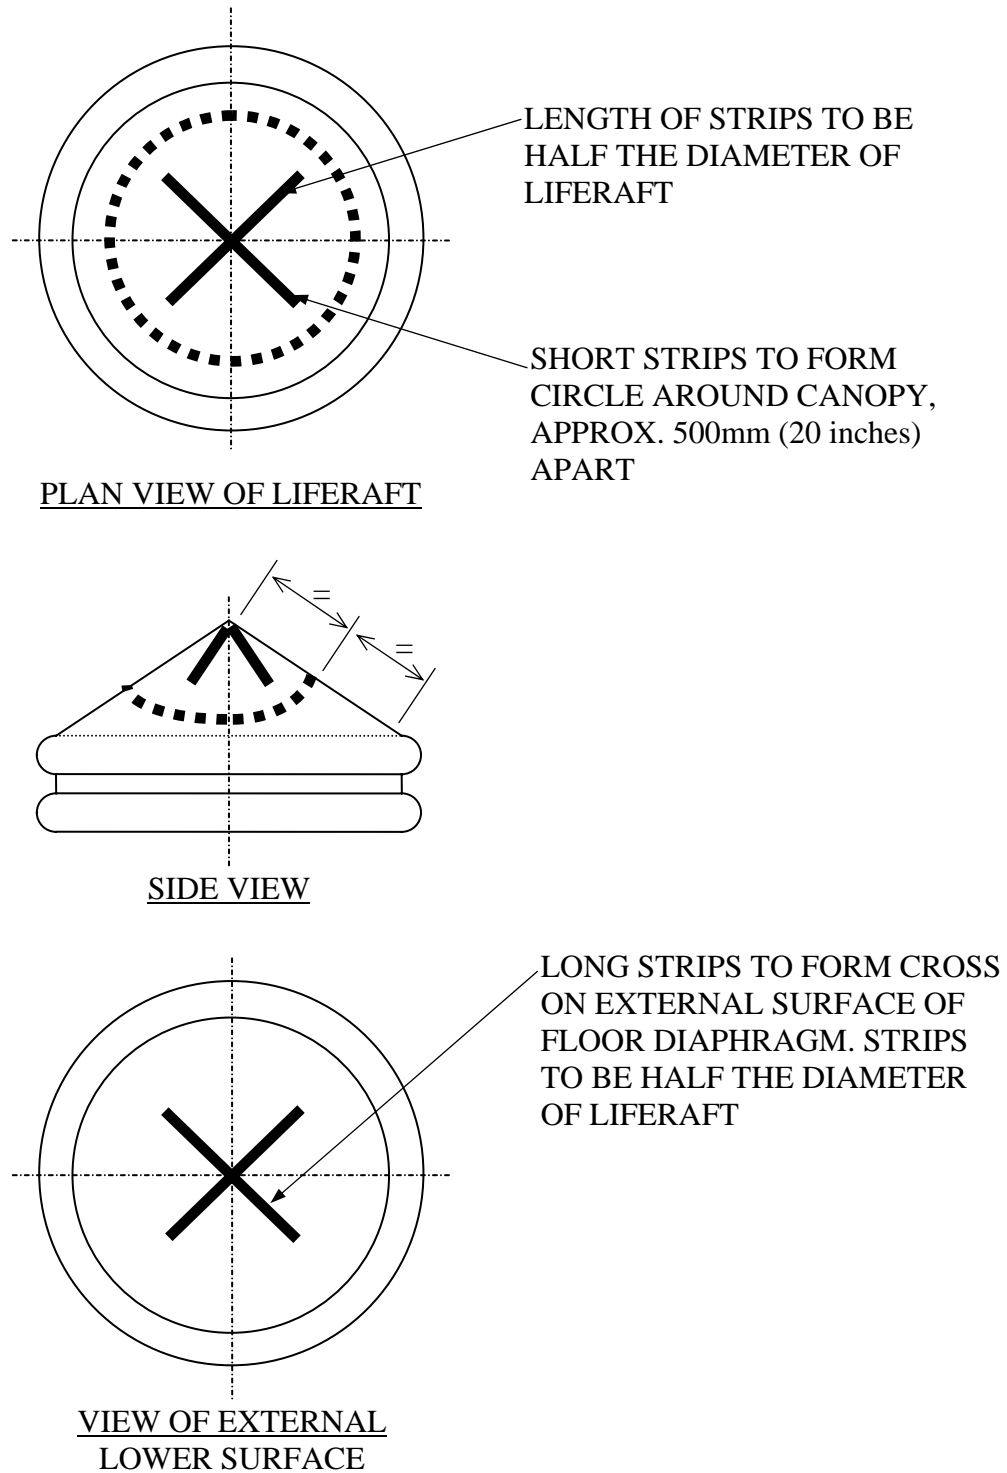 LENGTH OF STRIPS TO BE
HALF THE DIAMETER OF
LIFERAFT
SHORT STRIPS TO FORM
CIRCLE AROUND CANOPY,
APPROX. 500mm (20 inches)
APART
PLAN VIEW OF LIFERAFT
=
=
SIDE VIEW
LONG STRIPS TO FORM CROSS
ON EXTERNAL SURFACE OF
FLOOR DIAPHRAGM. STRIPS
TO BE HALF THE DIAMETER
OF LIFERAFT
VIEW OF EXTERNAL
LOWER SURFACE